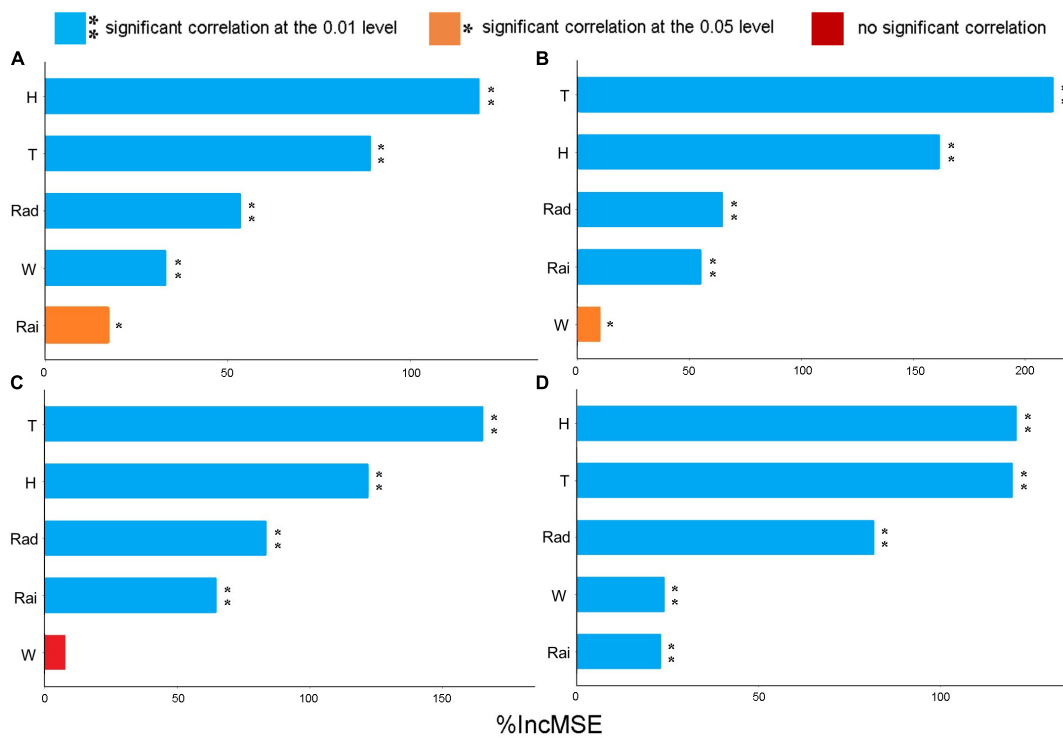 ** significant correlation at the 0.01 level
* significant correlation at the 0.05 level
no significant correlation
A
H **
T **
Rad **
W **
Rai *
0 50 100
B
T **
H **
Rad **
Rai **
W *
0 50 100 150 200
C
T **
H **
Rad **
Rai **
W
0 50 100 150
D
H **
T **
Rad **
W **
Rai **
0 50 100
%IncMSE